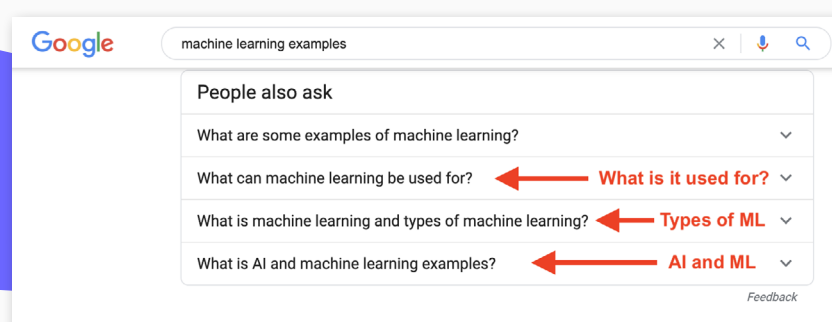 Google machine learning examples
People also ask
What are some examples of machine learning?
What can machine learning be used for? What is it used for?
What is machine learning and types of machine learning? Types of ML
What is AI and machine learning examples? AI and ML
Feedback